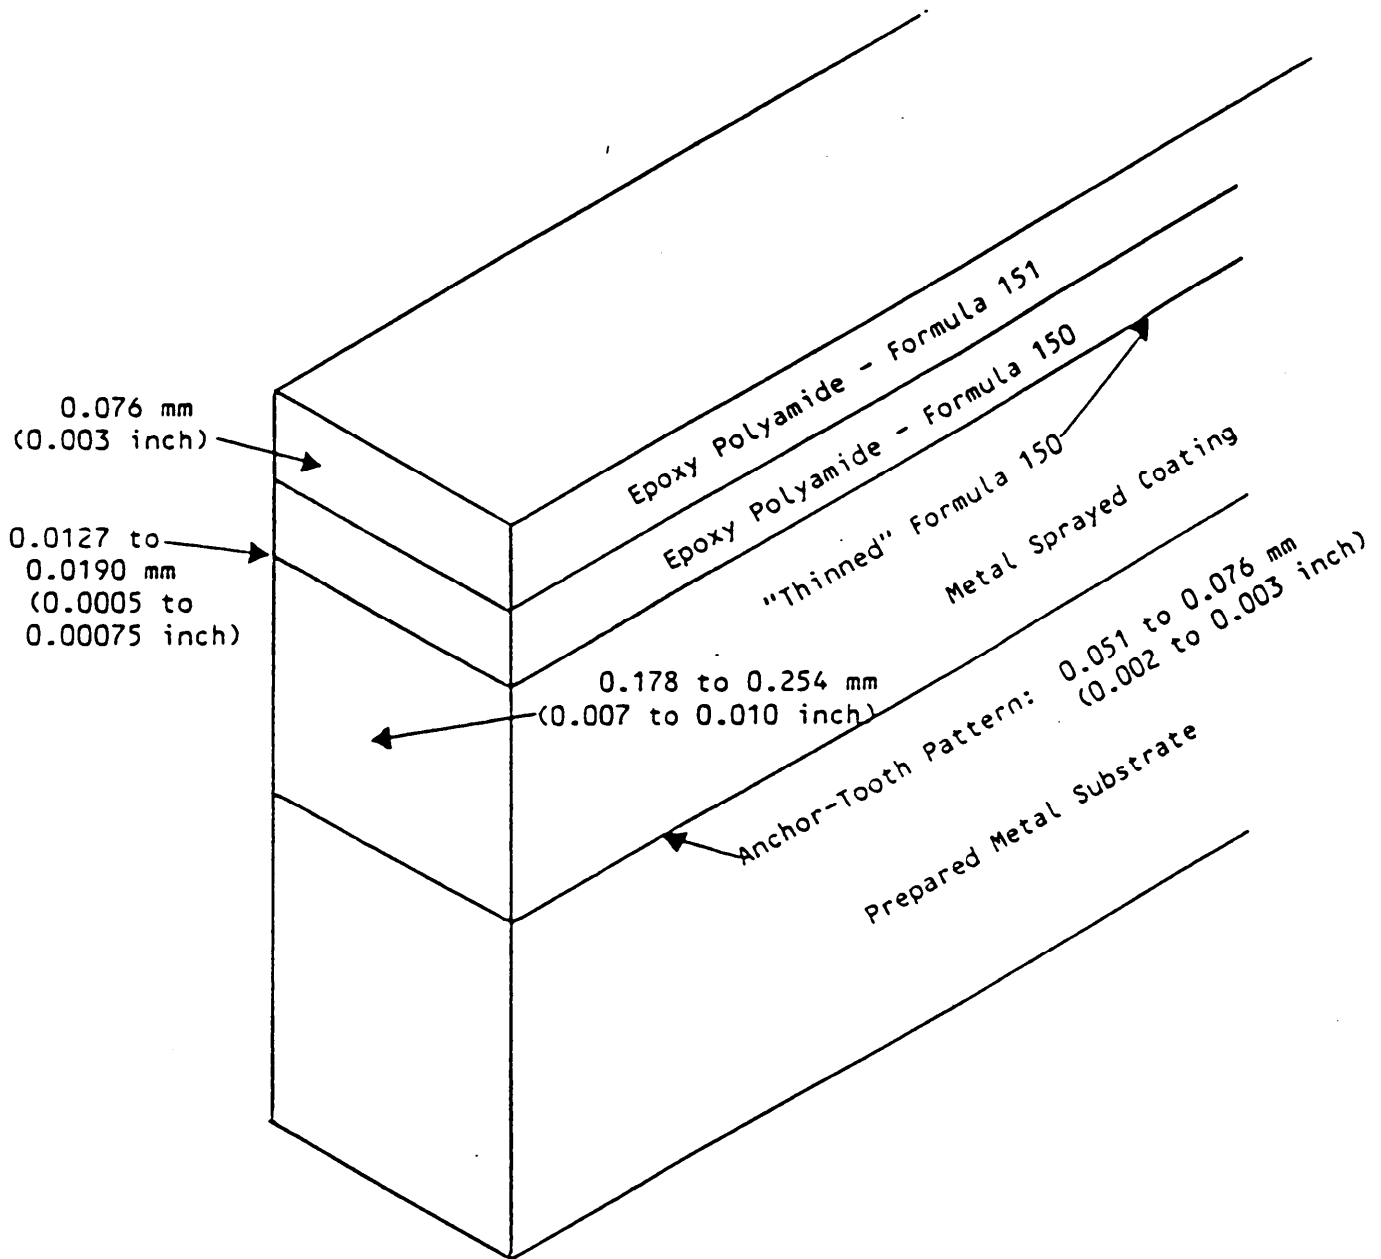 0.076 mm
(0.003 inch)
0.0127 to
0.0190 mm
(0.0005 to
0.00075 inch)
Epoxy Polyamide - Formula 151
Epoxy Polyamide - Formula 150
"Thinned" Formula 150
Metal Sprayed Coating
0.178 to 0.254 mm
(0.007 to 0.010 inch)
Anchor-Tooth Pattern: 0.051 to 0.076 mm
(0.002 to 0.003 inch)
Prepared Metal Substrate